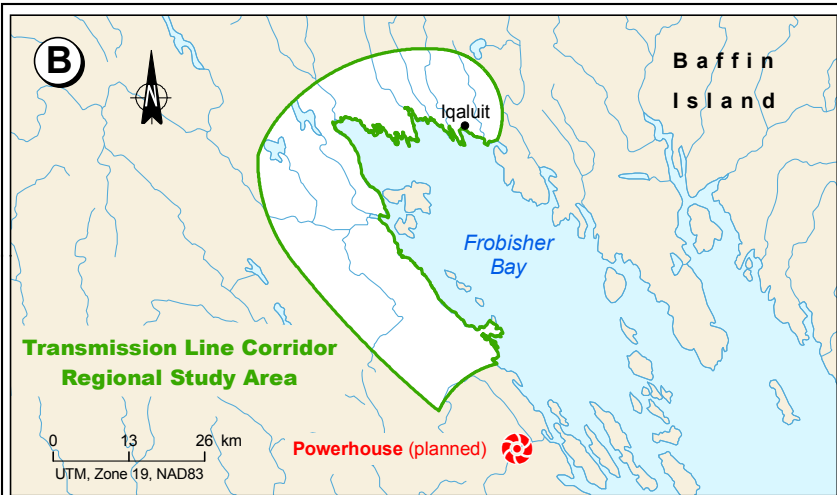 B
N
Baffin
Island
Iqaluit
Frobisher
Bay
Transmission Line Corridor
Regional Study Area
0 13 26 km
UTM, Zone 19, NAD83
Powerhouse (planned)